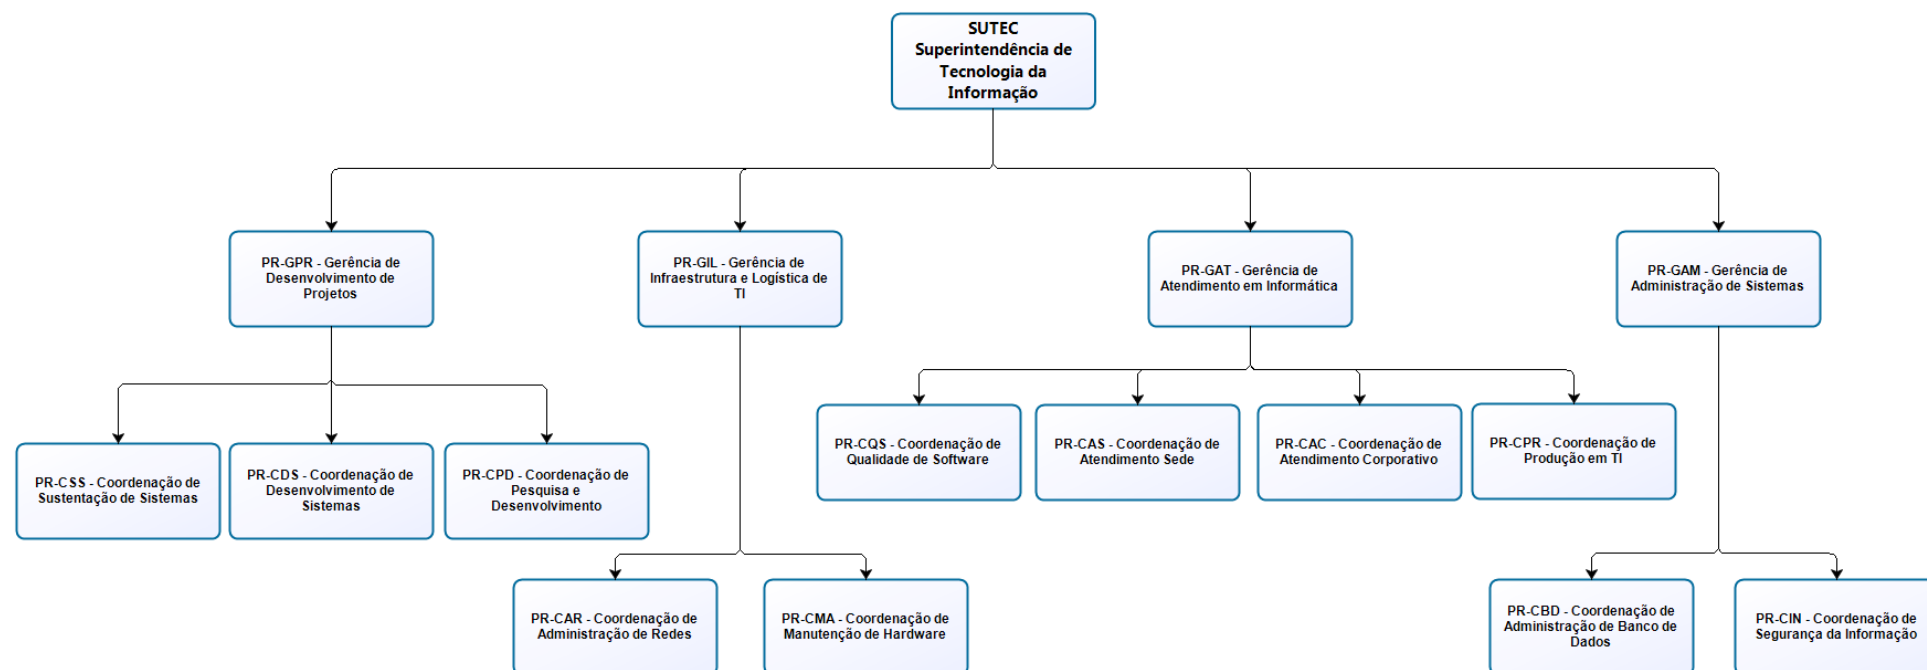 SUTEC
Superintendência de
Tecnologia da
Informação
PR-GPR - Gerência de
Desenvolvimento de
Projetos
PR-GIL - Gerência de
Infraestrutura e Logística de
TI
PR-GAT - Gerência de
Atendimento em Informática
PR-GAM - Gerência de
Administração de Sistemas
PR-CQS - Coordenação de
Qualidade de Software
PR-CAS - Coordenação de
Atendimento Sede
PR-CAC - Coordenação de
Atendimento Corporativo
PR-CPR - Coordenação de
Produção em TI
PR-CSS - Coordenação de
Sustentação de Sistemas
PR-CDS - Coordenação de
Desenvolvimento de
Sistemas
PR-CPD - Coordenação de
Pesquisa e
Desenvolvimento
PR-CAR - Coordenação de
Administração de Redes
PR-CMA - Coordenação de
Manutenção de Hardware
PR-CBD - Coordenação de
Administração de Banco de
Dados
PR-CIN - Coordenação de
Segurança da Informação